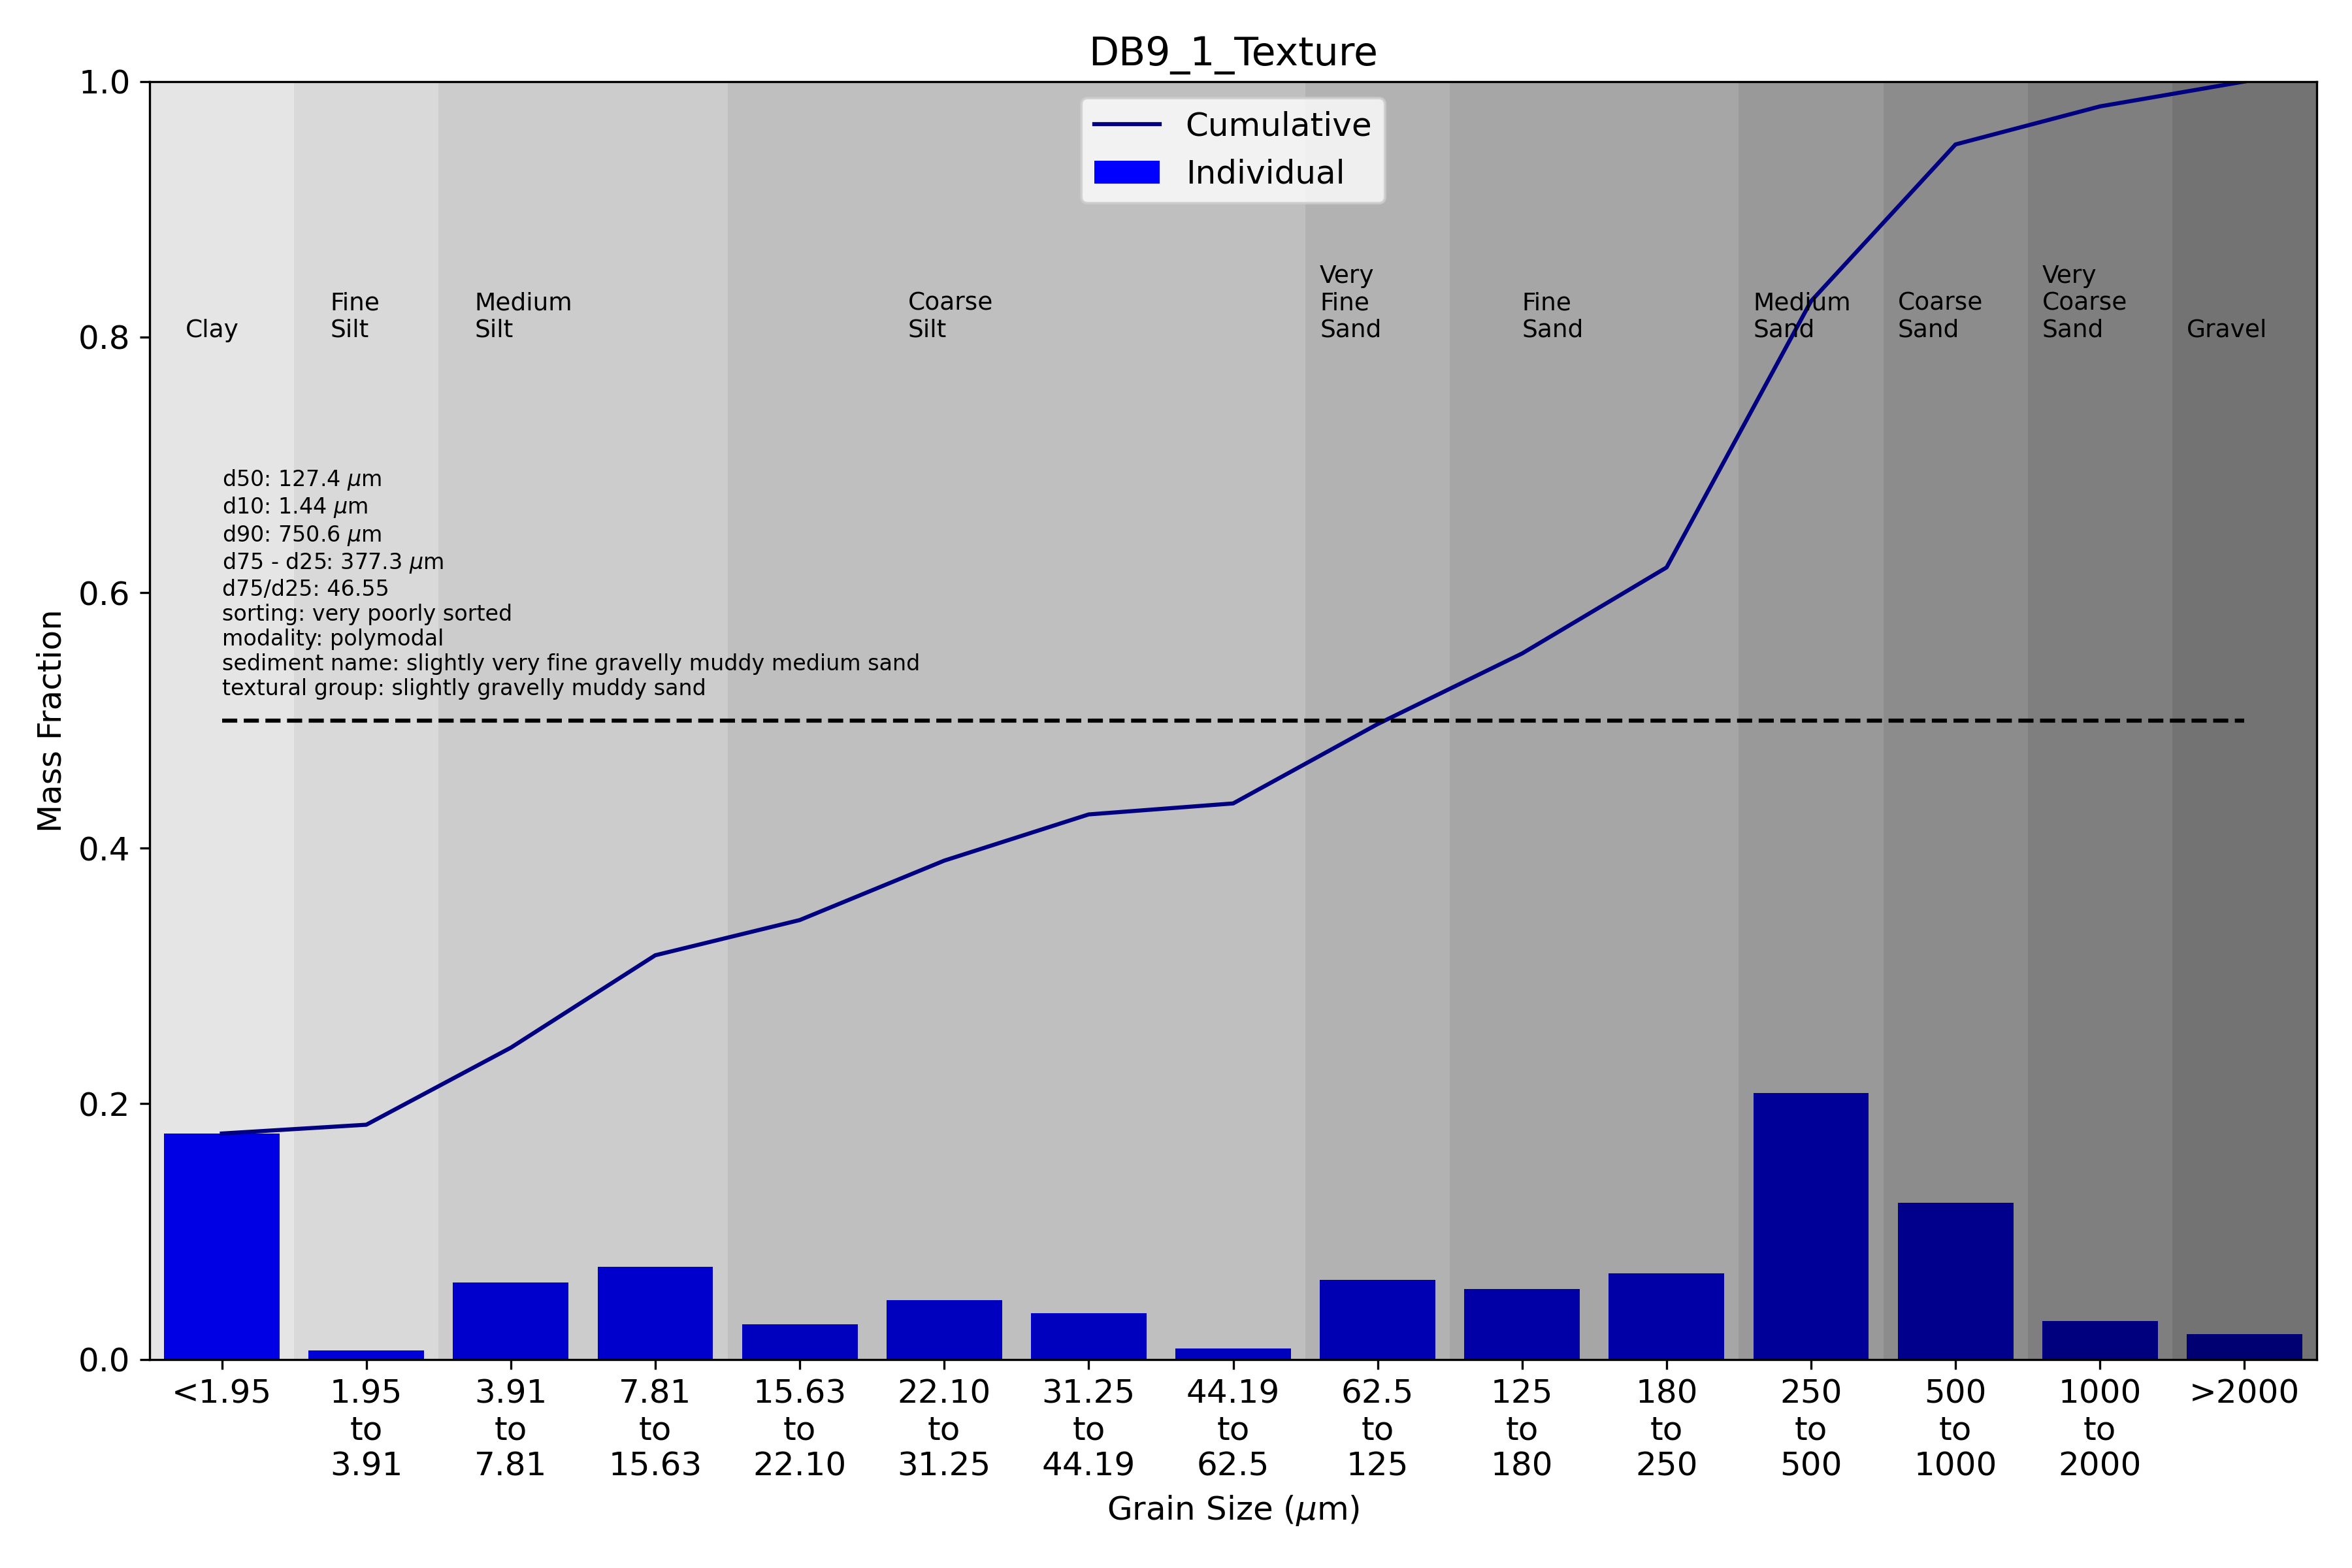 DB9_1_Texture
Cumulative
Individual
Mass Fraction
1.0
0.8
0.6
0.4
0.2
0.0
Clay
Fine
Silt
Medium
Silt
Coarse
Silt
Very
Fine
Sand
Fine
Sand
Medium
Sand
Coarse
Sand
Very
Coarse
Sand
Gravel
d50: 127.4 μm
d10: 1.44 μm
d90: 750.6 μm
d75 - d25: 377.3 μm
d75/d25: 46.55
sorting: very poorly sorted
modality: polymodal
sediment name: slightly very fine gravelly muddy medium sand
textural group: slightly gravelly muddy sand
<1.95
1.95
to
3.91
3.91
to
7.81
7.81
to
15.63
15.63
to
22.10
22.10
to
31.25
31.25
to
44.19
44.19
to
62.5
62.5
to
125
125
to
180
180
to
250
250
to
500
500
to
1000
1000
to
2000
>2000
Grain Size (μm)